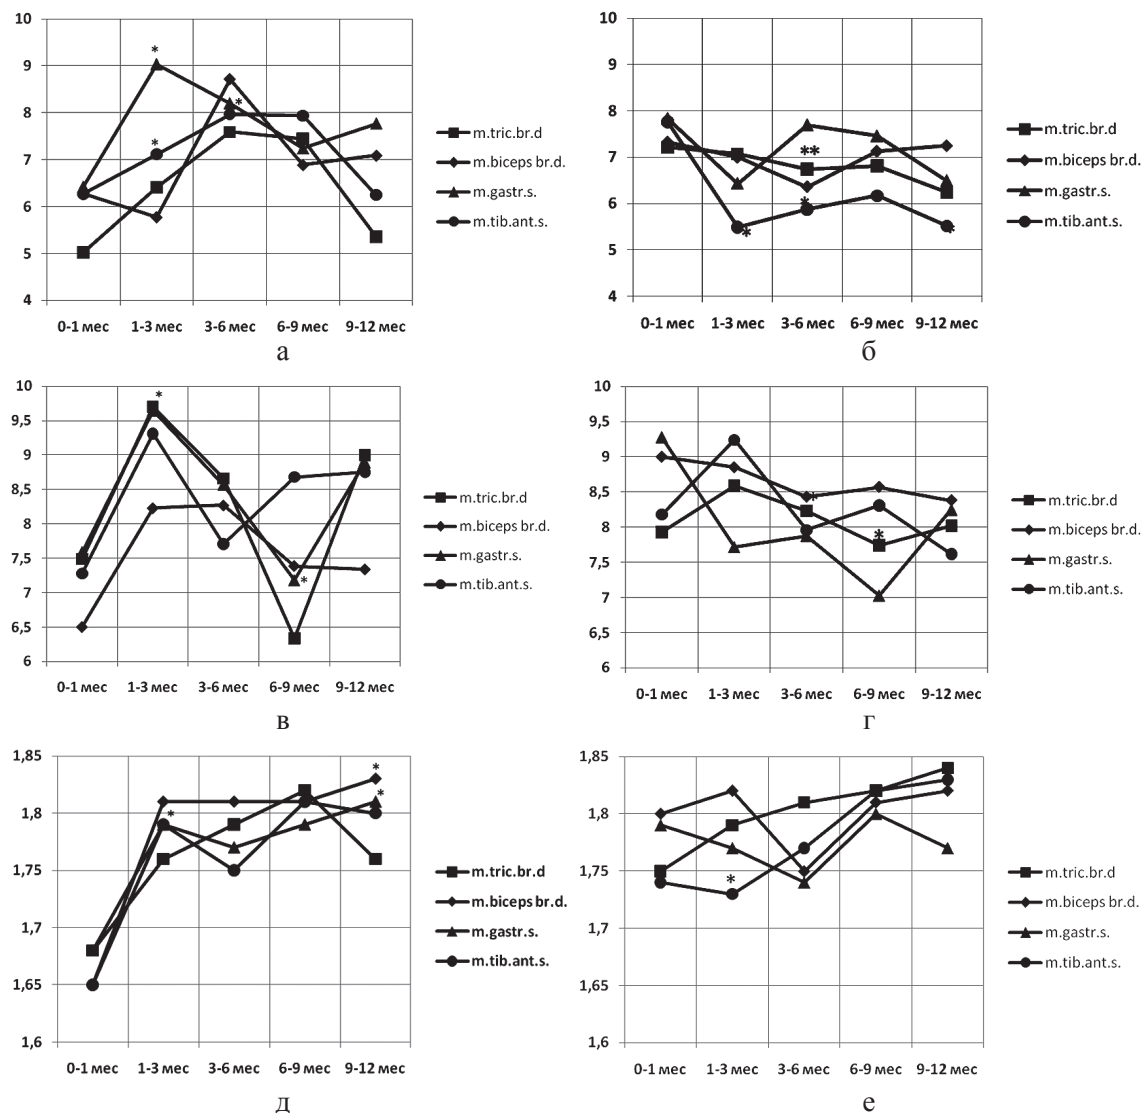 10
9
8
7
6
5
4
0-1 мес 1-3 мес 3-6 мес 6-9 мес 9-12 мес
* * *
m.tric.br.d
m.biceps br.d.
m.gastr.s.
m.tib.ant.s.
а
10
9
8
7
6
5
4
0-1 мес 1-3 мес 3-6 мес 6-9 мес 9-12 мес
** * * *
m.tric.br.d
m.biceps br.d.
m.gastr.s.
m.tib.ant.s.
б
10
9,5
9
8,5
8
7,5
7
6,5
6
0-1 мес 1-3 мес 3-6 мес 6-9 мес 9-12 мес
* *
m.tric.br.d
m.biceps br.d.
m.gastr.s.
m.tib.ant.s.
в
10
9,5
9
8,5
8
7,5
7
6,5
6
0-1 мес 1-3 мес 3-6 мес 6-9 мес 9-12 мес
* *
m.tric.br.d
m.biceps br.d.
m.gastr.s.
m.tib.ant.s.
г
1,85
1,8
1,75
1,7
1,65
1,6
0-1 мес 1-3 мес 3-6 мес 6-9 мес 9-12 мес
* * *
m.tric.br.d
m.biceps br.d.
m.gastr.s.
m.tib.ant.s.
д
1,85
1,8
1,75
1,7
1,65
1,6
0-1 мес 1-3 мес 3-6 мес 6-9 мес 9-12 мес
*
m.tric.br.d
m.biceps br.d.
m.gastr.s.
m.tib.ant.s.
е